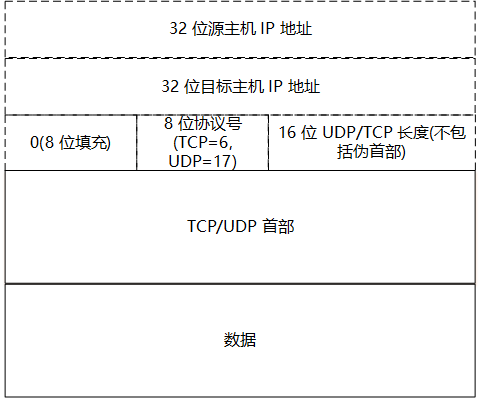 32 位源主机 IP 地址
32 位目标主机 IP 地址
0(8 位填充)
8 位协议号
(TCP=6,
UDP=17)
16 位 UDP/TCP 长度(不包
括伪首部)
TCP/UDP 首部
数据